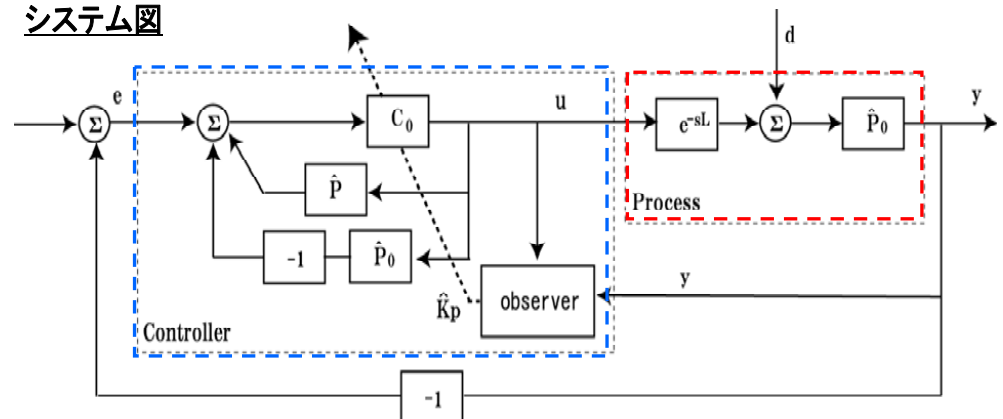 システム図
d
e
u
y
Σ
Σ
C₀
e⁻ˢᴸ
Σ
P̂₀
P̂
Process
-1
P̂₀
y
K̂p
observer
Controller
-1